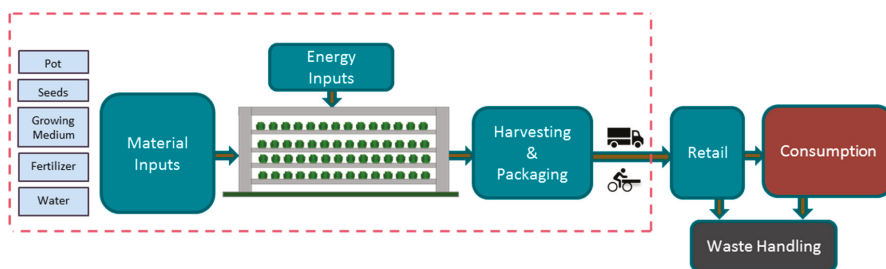 Pot
Seeds
Growing
Medium
Fertilizer
Water
Material
Inputs
Energy
Inputs
Harvesting
&
Packaging
Retail
Consumption
Waste Handling